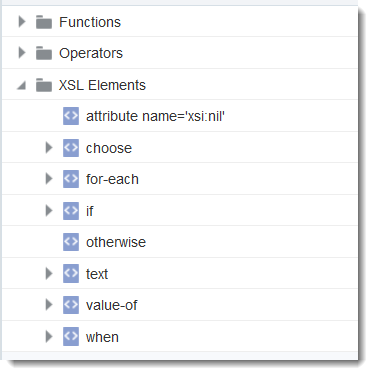 Functions
Operators
XSL Elements
attribute name='xsi:nil'
choose
for-each
if
otherwise
text
value-of
when